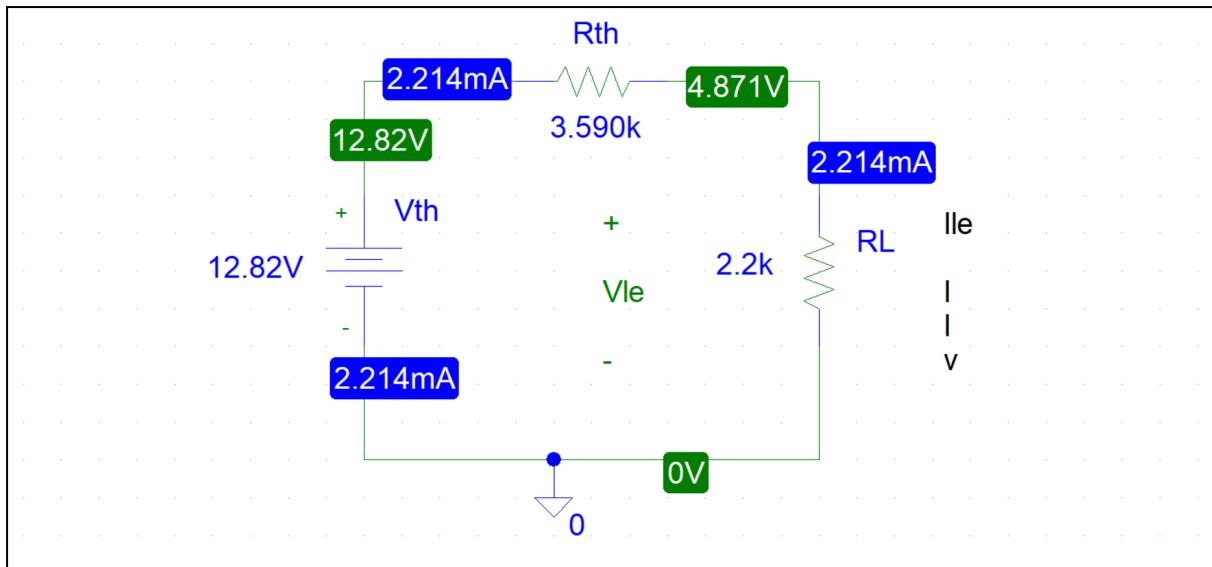 Rth
2.214mA
4.871V
3.590k
12.82V
2.214mA
+
Vth
+
Ile
RL
12.82V
2.2k
Vle
I
I
-
-
v
2.214mA
0V
0